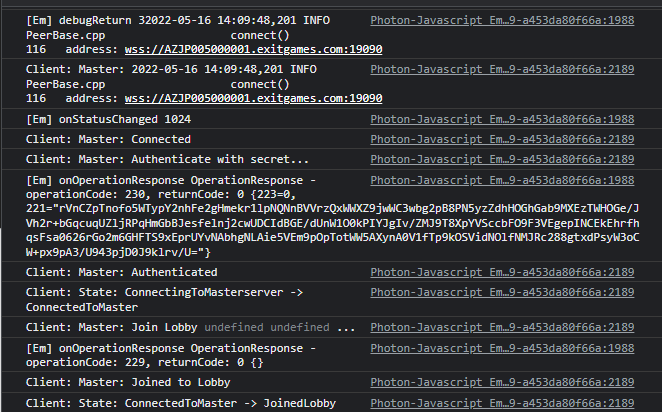 [Em] debugReturn 32022-05-16 14:09:48,201 INFO Photon-Javascript Em…9-a453da80f66a:1988
PeerBase.cpp connect()
116 address: wss://AZJP005000001.exitgames.com:19090
Client: Master: 2022-05-16 14:09:48,201 INFO Photon-Javascript Em…9-a453da80f66a:2189
PeerBase.cpp connect()
116 address: wss://AZJP005000001.exitgames.com:19090
[Em] onStatusChanged 1024 Photon-Javascript Em…9-a453da80f66a:1988
Client: Master: Connected Photon-Javascript Em…9-a453da80f66a:2189
Client: Master: Authenticate with secret... Photon-Javascript Em…9-a453da80f66a:2189
[Em] onOperationResponse OperationResponse - Photon-Javascript Em…9-a453da80f66a:1988
operationCode: 230, returnCode: 0 {223=0,
221="rVnCZpTnofo5WTypY2nhFe2gHmekr1lpNQNnBVVrzQxWWXZ9jwWC3wbg2pB8PN5yzZdhHOGhGab9MXEzTWHOGe/J
Vh2r+bGqcuqUZljRPqHmGbBJesfelnj2cwUDCIdBGE/dUnWlO0kPIYJgIv/ZMJ9T8XpYVSccbFO9F3VEgepINCEkEhrfh
qsFsa0626rGo2m6GHFTS9xEprUYvNAbhgNLAie5VEm9pOpTotWW5AXynA0V1fTp9kOSVidNOlfNMJRc288gtxdPsyW3oC
W+px9pA3/U943pjD0J9klrv/U="}
Client: Master: Authenticated Photon-Javascript Em…9-a453da80f66a:2189
Client: State: ConnectingToMasterserver -> Photon-Javascript Em…9-a453da80f66a:2189
ConnectedToMaster
Client: Master: Join Lobby undefined undefined ... Photon-Javascript Em…9-a453da80f66a:2189
[Em] onOperationResponse OperationResponse - Photon-Javascript Em…9-a453da80f66a:1988
operationCode: 229, returnCode: 0 {}
Client: Master: Joined to Lobby Photon-Javascript Em…9-a453da80f66a:2189
Client: State: ConnectedToMaster -> JoinedLobby Photon-Javascript Em…9-a453da80f66a:2189